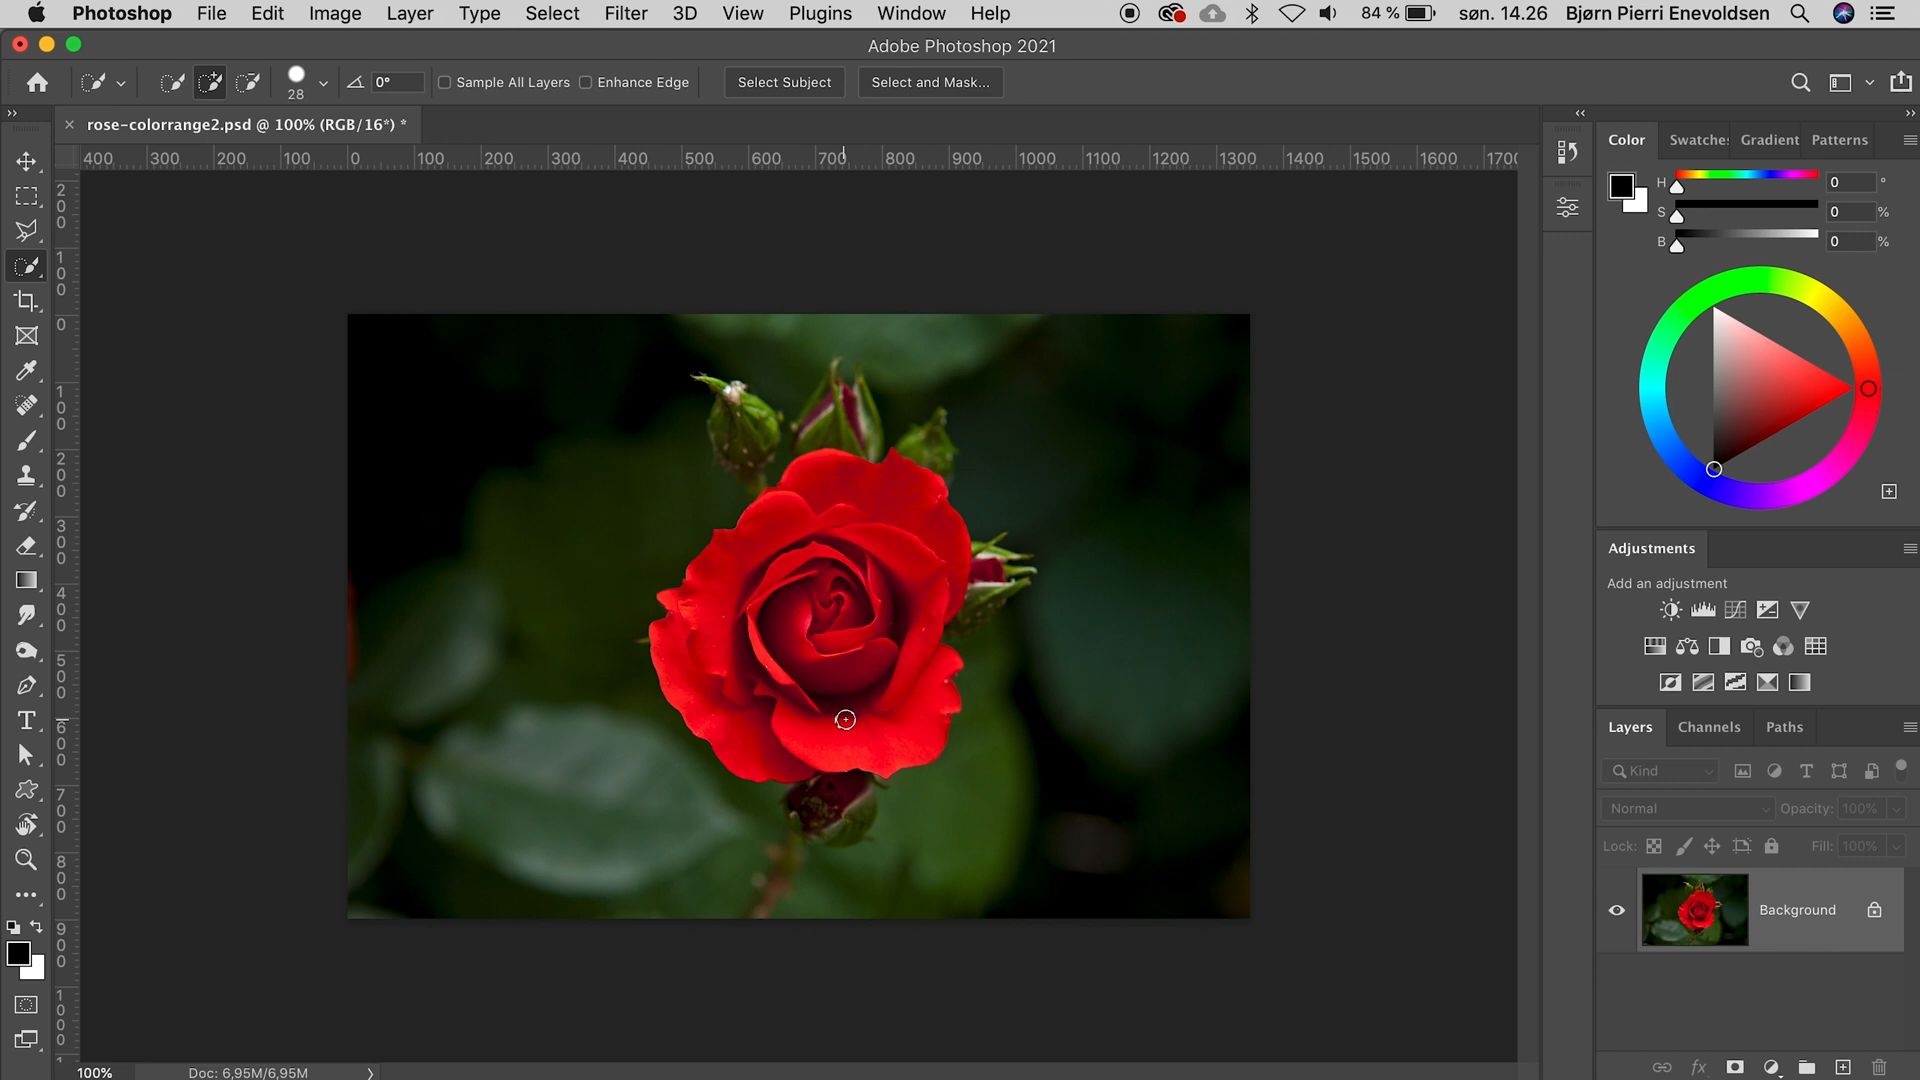 Photoshop File Edit Image Layer Type Select Filter 3D View Plugins Window Help 84 % søn. 14.26 Bjørn Pierri Enevoldsen
Adobe Photoshop 2021
28 0° Sample All Layers Enhance Edge Select Subject Select and Mask...
rose-colorrange2.psd @ 100% (RGB/16*) *
400 300 200 100 0 100 200 300 400 500 600 700 800 900 1000 1100 1200 1300 1400 1500 1600 1700
200
100
0
100
200
300
400
500
600
700
800
900
1000
Color Swatches Gradient Patterns
H 0 °
S 0 %
B 0 %
Adjustments
Add an adjustment
Layers Channels Paths
Kind
Normal Opacity: 100%
Lock: Fill: 100%
Background
fx
100% Doc: 6,95M/6,95M